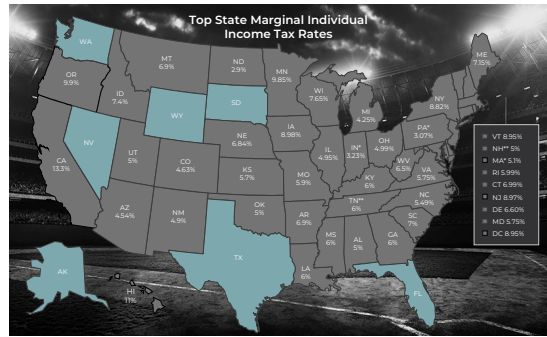 Top State Marginal Individual
Income Tax Rates
WA
MT
6.9%
ND
2.9%
MN
9.85%
ME
7.15%
OR
9.9%
ID
7.4%
WY
SD
WI
7.65%
MI
4.25%
NY
8.82%
NV
UT
5%
CO
4.63%
NE
6.84%
IA
8.98%
IL
4.95%
IN*
3.23%
OH
4.99%
PA*
3.07%
CA
13.3%
KS
5.7%
MO
5.9%
KY
6%
WV
6.5%
VA
5.75%
AZ
4.54%
NM
4.9%
OK
5%
AR
6.9%
TN**
6%
NC
5.49%
SC
7%
TX
LA
6%
MS
6%
AL
5%
GA
6%
FL
AK
HI
11%
VT 8.95%
NH** 5%
MA* 5.1%
RI 5.99%
CT 6.99%
NJ 8.97%
DE 6.60%
MD 5.75%
DC 8.95%